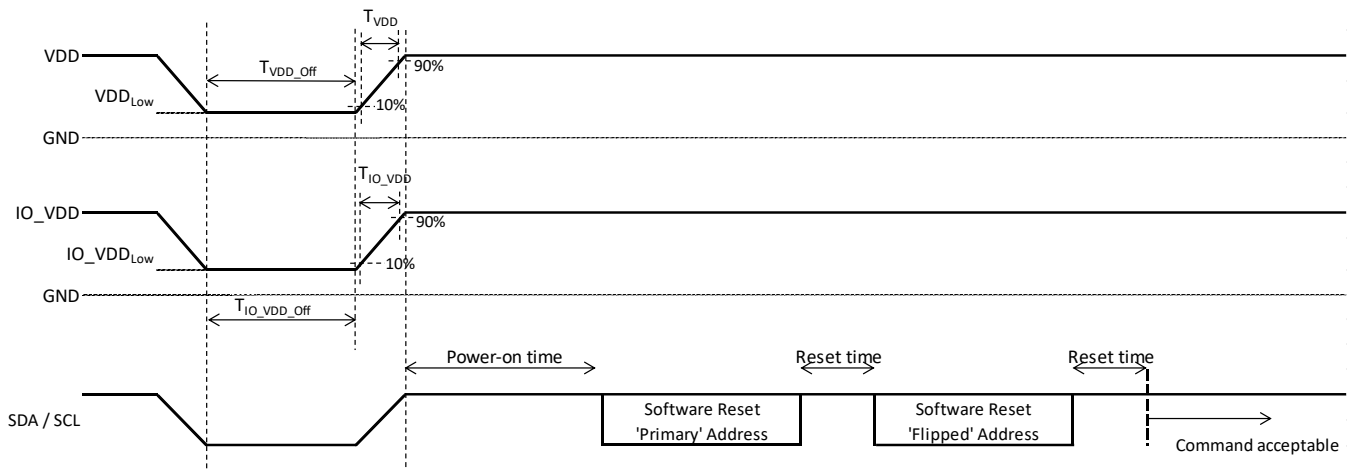 T_VDD
VDD
T_VDD_Off
90%
VDD_Low
10%
GND
T_IO_VDD
IO_VDD
90%
IO_VDD_Low
10%
GND
T_IO_VDD_Off
Power-on time
Reset time
Reset time
SDA / SCL
Software Reset
'Primary' Address
Software Reset
'Flipped' Address
Command acceptable